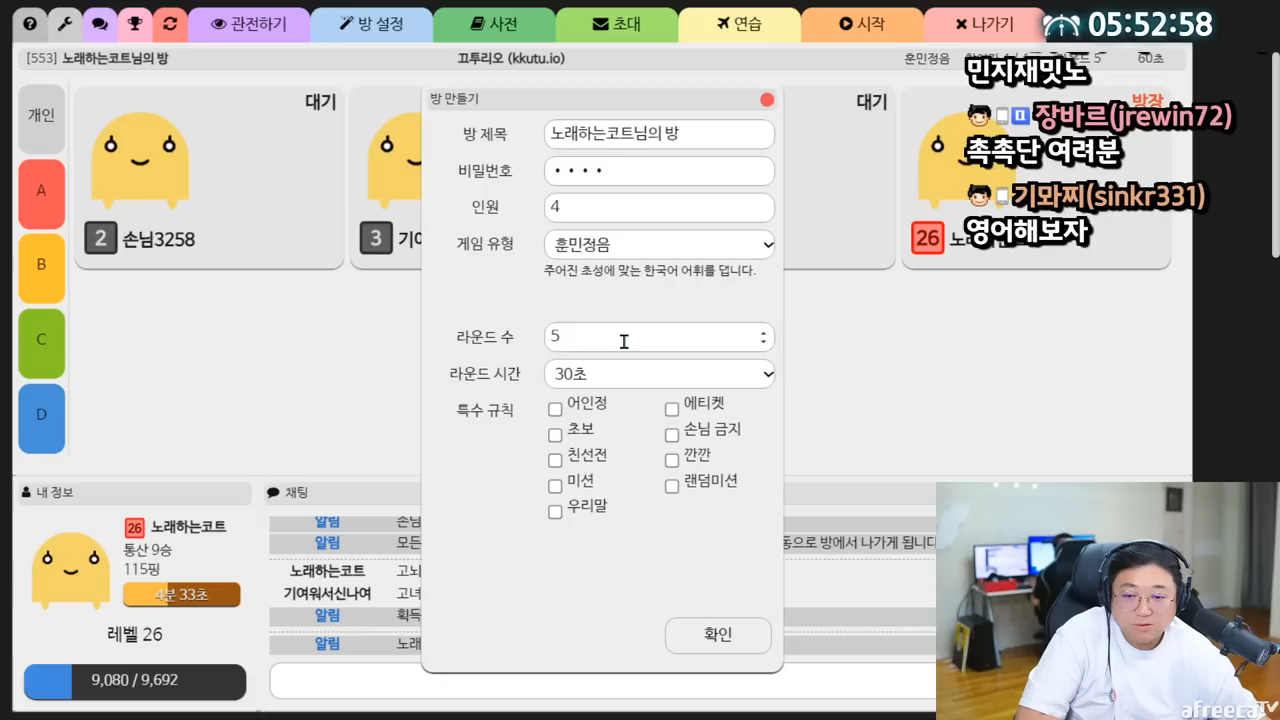 관전하기
방 설정
사전
초대
연습
시작
나가기
05:52:58
[553] 노래하는코트님의 방
끄투리오 (kkutu.io)
훈민정음
60초
민지재밋노
장바르(jrewin72)
촉촉단 여려분
기뫄찌(sinkr331)
영어해보자
개인
A
B
C
D
대기
2 손님3258
3
대기
방장
26
방 만들기
방 제목
노래하는코트님의 방
비밀번호
••••
인원
4
게임 유형
훈민정음
주어진 초성에 맞는 한국어 어휘를 댑니다.
라운드 수
5
라운드 시간
30초
특수 규칙
어인정
에티켓
초보
손님 금지
친선전
깐깐
미션
랜덤미션
우리말
확인
내 정보
26 노래하는코트
통산 9승
115핑
4분 33초
레벨 26
9,080 / 9,692
채팅
알림 손님
알림 모든
동으로 방에서 나가게 됩니다
노래하는코트 고뇌
기여워서신나여 고녀
알림 획득
알림 노래
afreecaTV